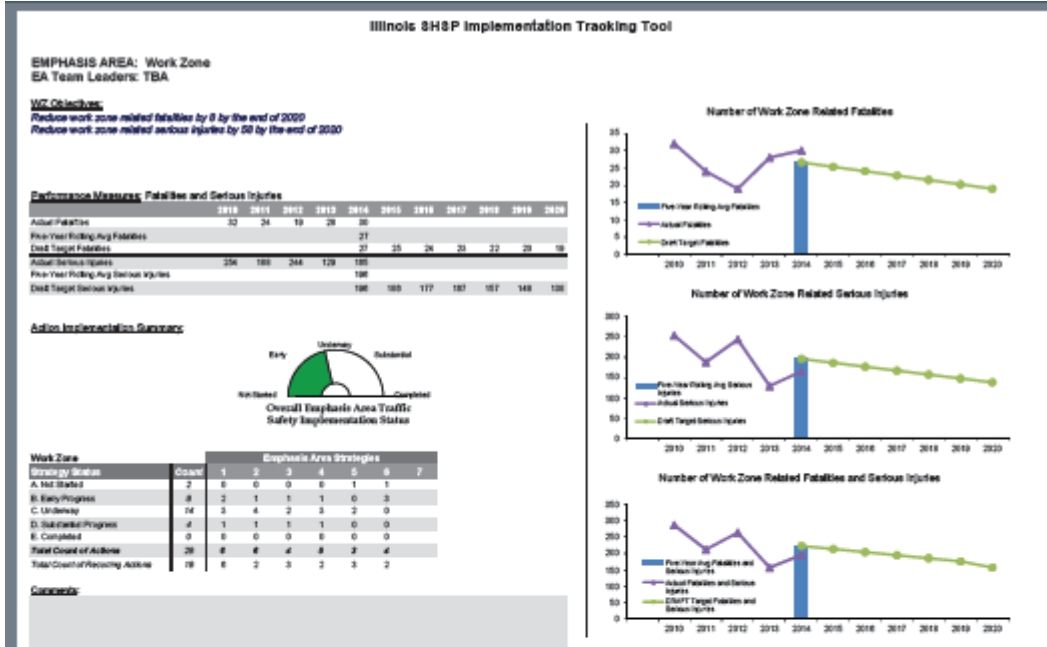 Illinois SHSP Implementation Tracking Tool
EMPHASIS AREA: Work Zone
EA Team Leaders: TBA
WZ Objectives:
Reduce work zone related fatalities by 8 by the end of 2020
Reduce work zone related serious injuries by 58 by the end of 2020
Performance Measures: Fatalities and Serious Injuries
2010 2011 2012 2013 2014 2015 2016 2017 2018 2019 2020
Actual Fatalities 32 24 19 28 30
Five-Year Rolling Avg Fatalities 27
Draft Target Fatalities 27 25 24 23 22 20 19
Actual Serious Injuries 254 188 244 129 165
Five-Year Rolling Avg Serious Injuries 196
Draft Target Serious Injuries 196 186 177 167 157 148 138
Action Implementation Summary:
Underway
Early Substantial
Not Started Completed
Overall Emphasis Area Traffic
Safety Implementation Status
Work Zone Emphasis Area Strategies
Strategy Status Count 1 2 3 4 5 6 7
A. Not Started 2 0 0 0 0 1 1
B. Early Progress 8 2 1 1 1 0 3
C. Underway 14 3 4 2 3 2 0
D. Substantial Progress 4 1 1 1 1 0 0
E. Completed 0 0 0 0 0 0 0
Total Count of Actions 28 6 6 4 5 3 4
Total Count of Recurring Actions 18 6 2 3 2 3 2
Comments:
Number of Work Zone Related Fatalities
35
30
25
20
15
10
5
0
Five-Year Rolling Avg Fatalities
Actual Fatalities
Draft Target Fatalities
2010 2011 2012 2013 2014 2015 2016 2017 2018 2019 2020
Number of Work Zone Related Serious Injuries
300
250
200
150
100
50
0
Five-Year Rolling Avg Serious
Injuries
Actual Serious Injuries
Draft Target Serious Injuries
2010 2011 2012 2013 2014 2015 2016 2017 2018 2019 2020
Number of Work Zone Related Fatalities and Serious Injuries
350
300
250
200
150
100
50
0
Five-Year Avg Fatalities and
Serious Injuries
Actual Fatalities and Serious
Injuries
DRAFT Target Fatalities and
Serious Injuries
2010 2011 2012 2013 2014 2015 2016 2017 2018 2019 2020